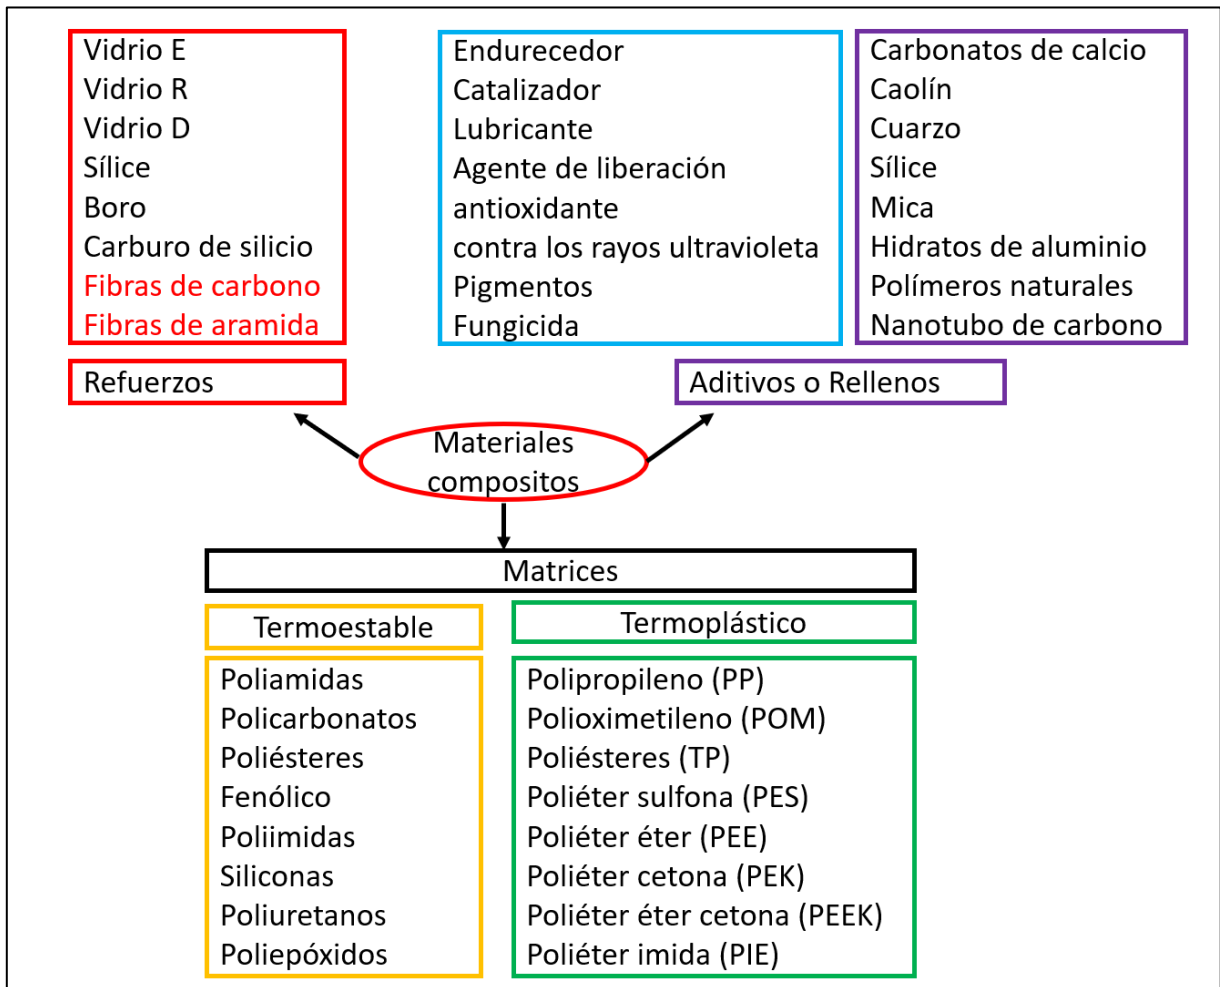 Vidrio E
Vidrio R
Vidrio D
Sílice
Boro
Carburo de silicio
Fibras de carbono
Fibras de aramida
Endurecedor
Catalizador
Lubricante
Agente de liberación
antioxidante
contra los rayos ultravioleta
Pigmentos
Fungicida
Carbonatos de calcio
Caolín
Cuarzo
Sílice
Mica
Hidratos de aluminio
Polímeros naturales
Nanotubo de carbono
Refuerzos
Aditivos o Rellenos
Materiales
compositos
Matrices
Termoestable
Termoplástico
Poliamidas
Policarbonatos
Poliésteres
Fenólico
Poliimidas
Siliconas
Poliuretanos
Poliepóxidos
Polipropileno (PP)
Polioximetileno (POM)
Poliésteres (TP)
Poliéter sulfona (PES)
Poliéter éter (PEE)
Poliéter cetona (PEK)
Poliéter éter cetona (PEEK)
Poliéter imida (PIE)